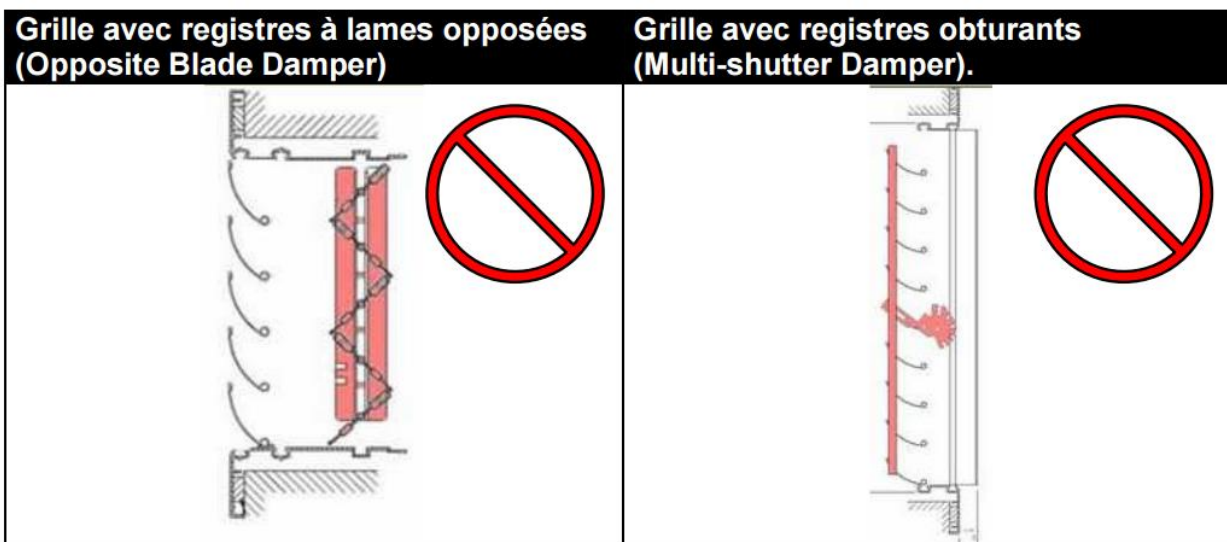 Grille avec registres à lames opposées
(Opposite Blade Damper)
Grille avec registres obturants
(Multi-shutter Damper).